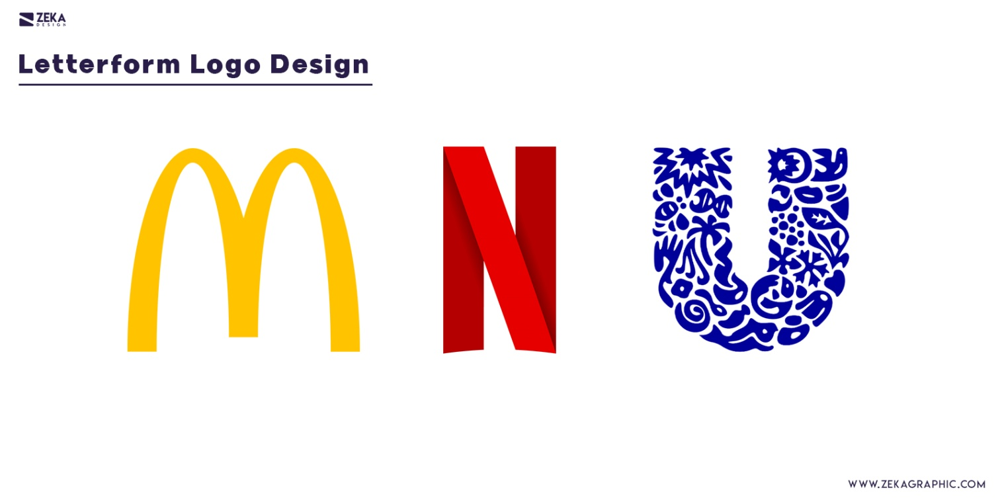 ZEKA
DESIGN
Letterform Logo Design
M N U
WWW.ZEKAGRAPHIC.COM